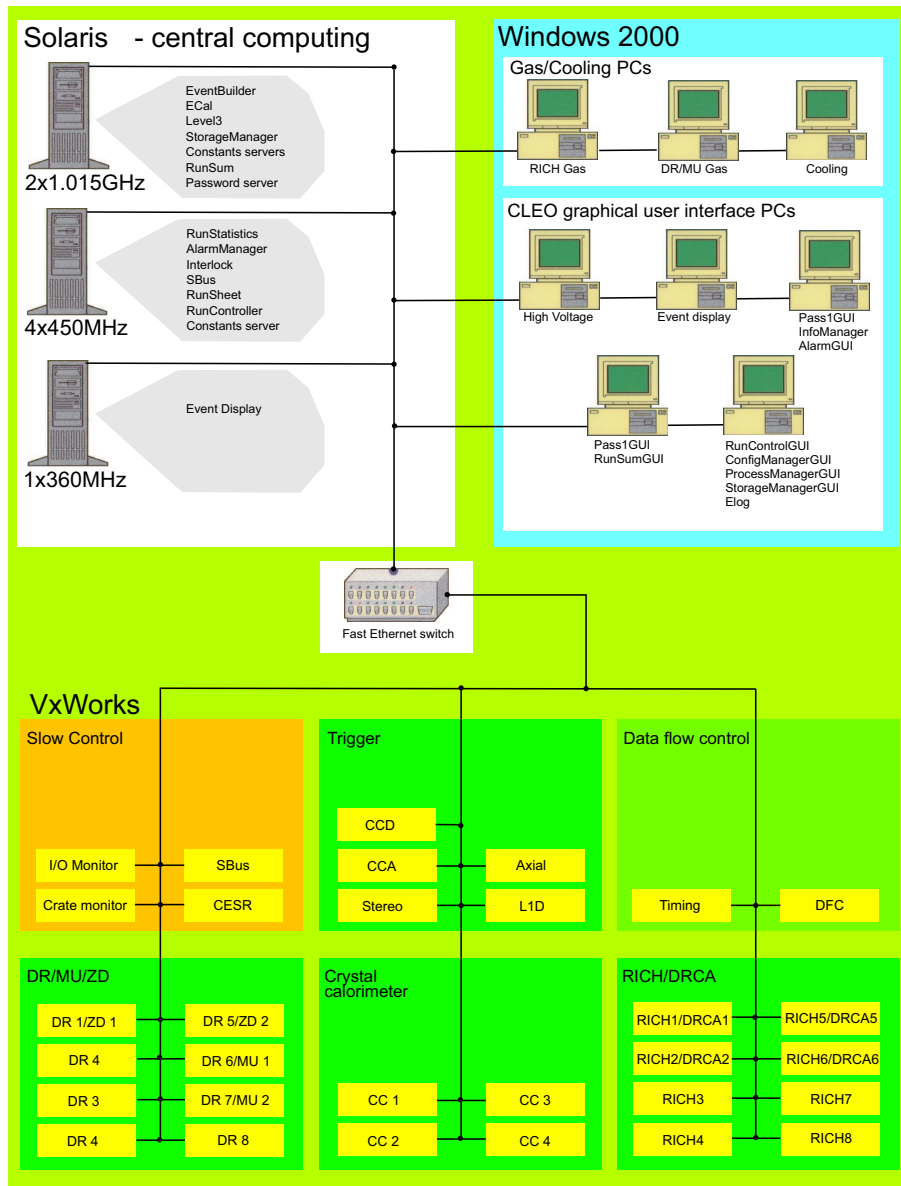 Solaris - central computing
EventBuilder
ECal
Level3
StorageManager
Constants servers
RunSum
Password server
2x1.015GHz
RunStatistics
AlarmManager
Interlock
SBus
RunSheet
RunController
Constants server
4x450MHz
Event Display
1x360MHz
Windows 2000
Gas/Cooling PCs
RICH Gas
DR/MU Gas
Cooling
CLEO graphical user interface PCs
High Voltage
Event display
Pass1GUI
InfoManager
AlarmGUI
Pass1GUI
RunSumGUI
RunControlGUI
ConfigManagerGUI
ProcessManagerGUI
StorageManagerGUI
Elog
Fast Ethernet switch
VxWorks
Slow Control
I/O Monitor
SBus
Crate monitor
CESR
Trigger
CCD
CCA
Axial
Stereo
L1D
Data flow control
Timing
DFC
DR/MU/ZD
DR 1/ZD 1
DR 5/ZD 2
DR 4
DR 6/MU 1
DR 3
DR 7/MU 2
DR 4
DR 8
Crystal
calorimeter
CC 1
CC 3
CC 2
CC 4
RICH/DRCA
RICH1/DRCA1
RICH5/DRCA5
RICH2/DRCA2
RICH6/DRCA6
RICH3
RICH7
RICH4
RICH8